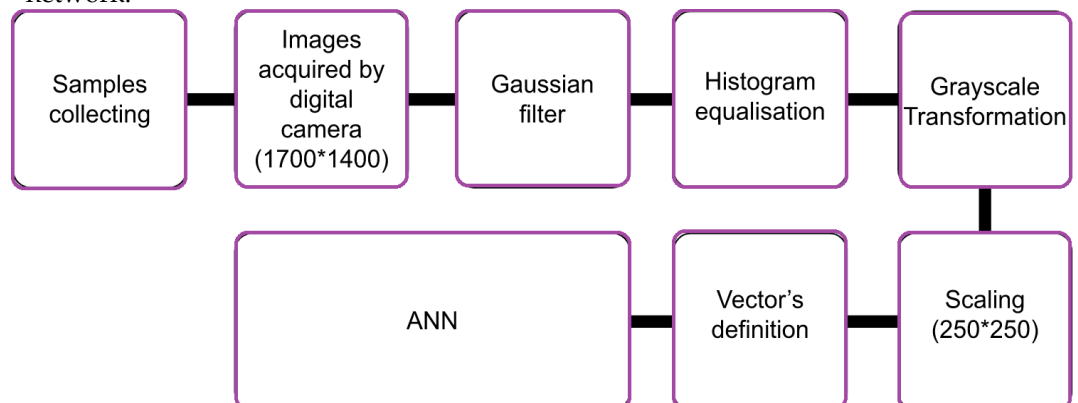 network.
Samples
collecting
Images
acquired by
digital
camera
(1700*1400)
Gaussian
filter
Histogram
equalisation
Grayscale
Transformation
ANN
Vector’s
definition
Scaling
(250*250)